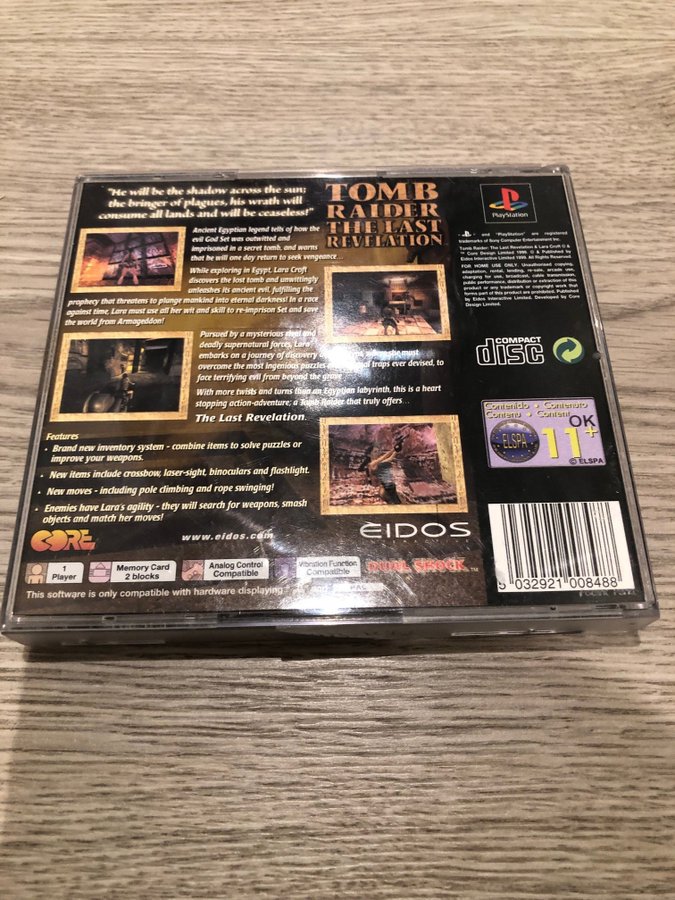 "He will be the shadow across the sun;
the bringer of plagues, his wrath will
consume all lands and will be ceaseless!"
TOMB
RAIDER
THE LAST
REVELATION
Ancient Egyptian legend tells of how the
evil God Set was outwitted and
imprisoned in a secret tomb, and warns
that he will one day return to seek vengeance...
While exploring in Egypt, Lara Croft
discovers the lost tomb and unwittingly
unleashes its ancient evil, fulfilling the
prophecy that threatens to plunge mankind into eternal darkness! In a race
against time, Lara must use all her wit and skill to re-imprison Set and save
the world from Armageddon!
Pursued by a mysterious and
deadly supernatural forces, Lara
embarks on a journey of discovery she must
overcome the most ingenious puzzles traps ever devised, to
face terrifying evil from beyond the
With more twists and turns than an Egyptian labyrinth, this is a heart
stopping action-adventure; a Tomb Raider that truly offers...
The Last Revelation.
Features
• Brand new inventory system - combine items to solve puzzles or
improve your weapons.
• New items include crossbow, laser-sight, binoculars and flashlight.
• New moves - including pole climbing and rope swinging!
• Enemies have Lara's agility - they will search for weapons, smash
objects and match her moves!
CORE
www.eidos.com
EIDOS
1
Player
Memory Card
2 blocks
Analog Control
Compatible
Vibration Function
Compatible
DUAL SHOCK™
This software is only compatible with hardware displaying
PAL
PlayStation
and "PlayStation" are registered
trademarks of Sony Computer Entertainment Inc.
Tomb Raider: The Last Revelation & Lara Croft © &
™ Core Design Limited 1999. © & Published by
Eidos Interactive Limited 1999. All Rights Reserved.
FOR HOME USE ONLY. Unauthorised copying,
adaptation, rental, lending, re-sale, arcade use,
charging for use, broadcast, cable transmission,
public performance, distribution or extraction of this
product or any trademark or copyright work that
forms part of this product are prohibited. Published
by Eidos Interactive Limited. Developed by Core
Design Limited.
COMPACT
disc
Contenido • Contenuto
Contenu • Content
ELSPA
OK
11+
© ELSPA
5 032921 008488